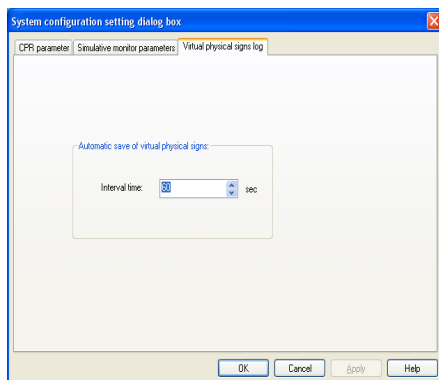 System configuration setting dialog box
CPR parameter Simulative monitor parameters Virtual physical signs log
Automatic save of virtual physical signs:
Interval time: 60 sec
OK Cancel Apply Help